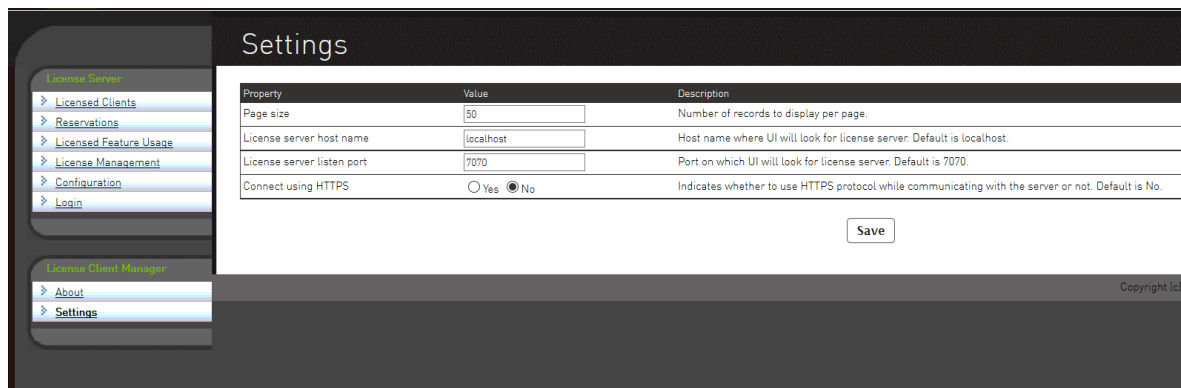 Settings
License Server
Licensed Clients
Reservations
Licensed Feature Usage
License Management
Configuration
Login
License Client Manager
About
Settings
Property Value Description
Page size 50 Number of records to display per page.
License server host name localhost Host name where UI will look for license server. Default is localhost.
License server listen port 7070 Port on which UI will look for license server. Default is 7070.
Connect using HTTPS Yes No Indicates whether to use HTTPS protocol while communicating with the server or not. Default is No.
Save
Copyright (c)